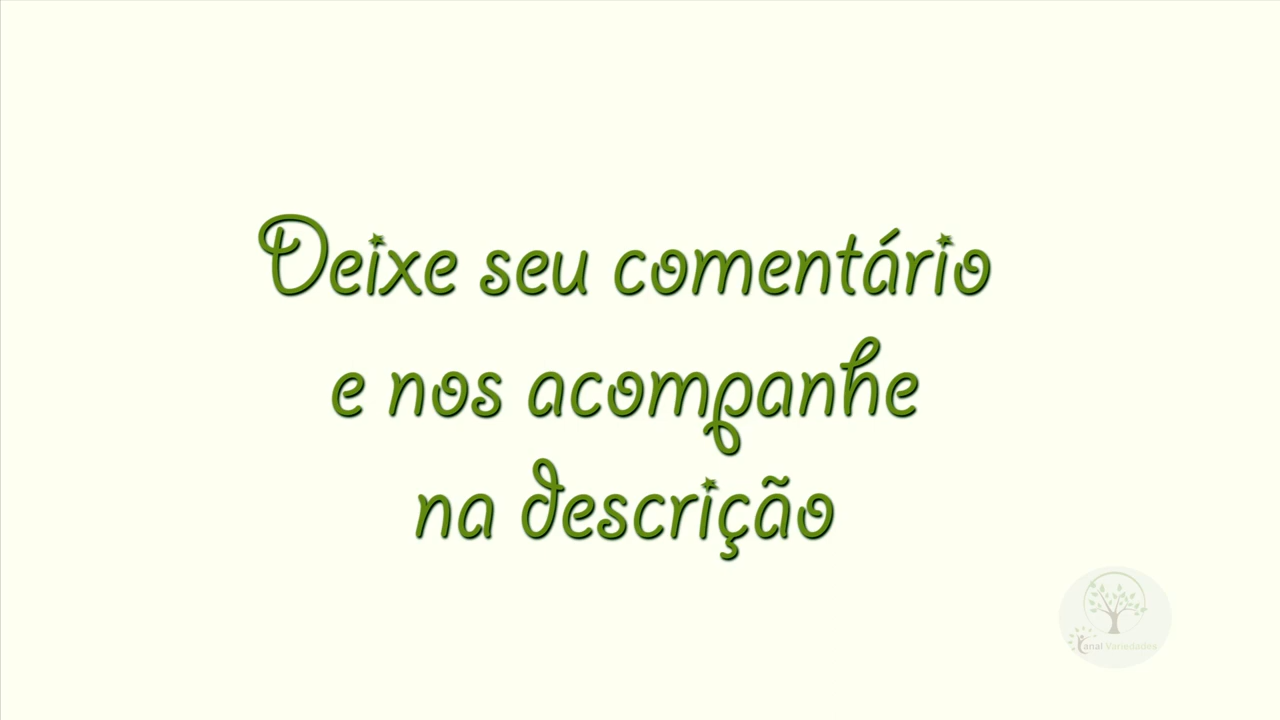 Deixe seu comentário
e nos acompanhe
na descrição
Canal Variedades